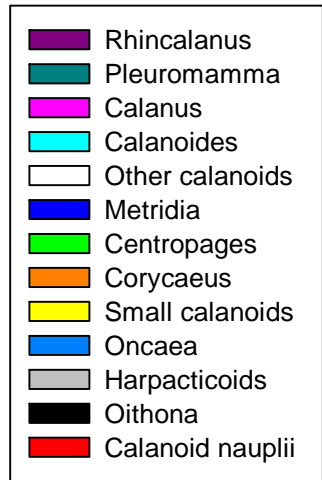 Rhincalanus
Pleuromamma
Calanus
Calanoides
Other calanoids
Metridia
Centropages
Corycaeus
Small calanoids
Oncaea
Harpacticoids
Oithona
Calanoid nauplii